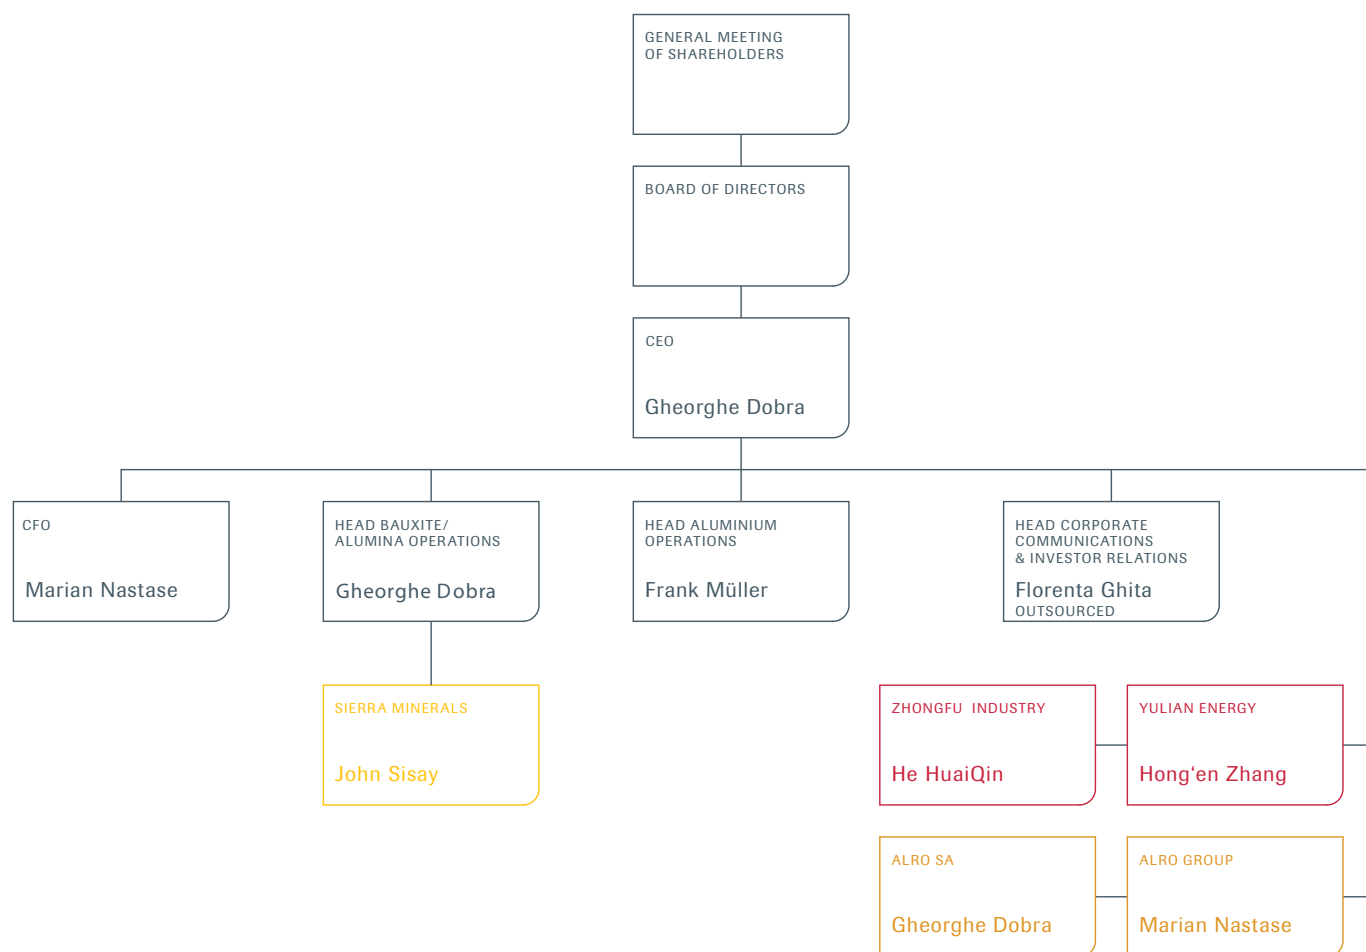 GENERAL MEETING
OF SHAREHOLDERS
BOARD OF DIRECTORS
CEO
Gheorghe Dobra
CFO
Marian Nastase
HEAD BAUXITE/
ALUMINA OPERATIONS
Gheorghe Dobra
HEAD ALUMINIUM
OPERATIONS
Frank Müller
HEAD CORPORATE
COMMUNICATIONS
& INVESTOR RELATIONS
Florenta Ghita
OUTSOURCED
SIERRA MINERALS
John Sisay
ZHONGFU INDUSTRY
He HuaiQin
YULIAN ENERGY
Hong‘en Zhang
ALRO SA
Gheorghe Dobra
ALRO GROUP
Marian Nastase